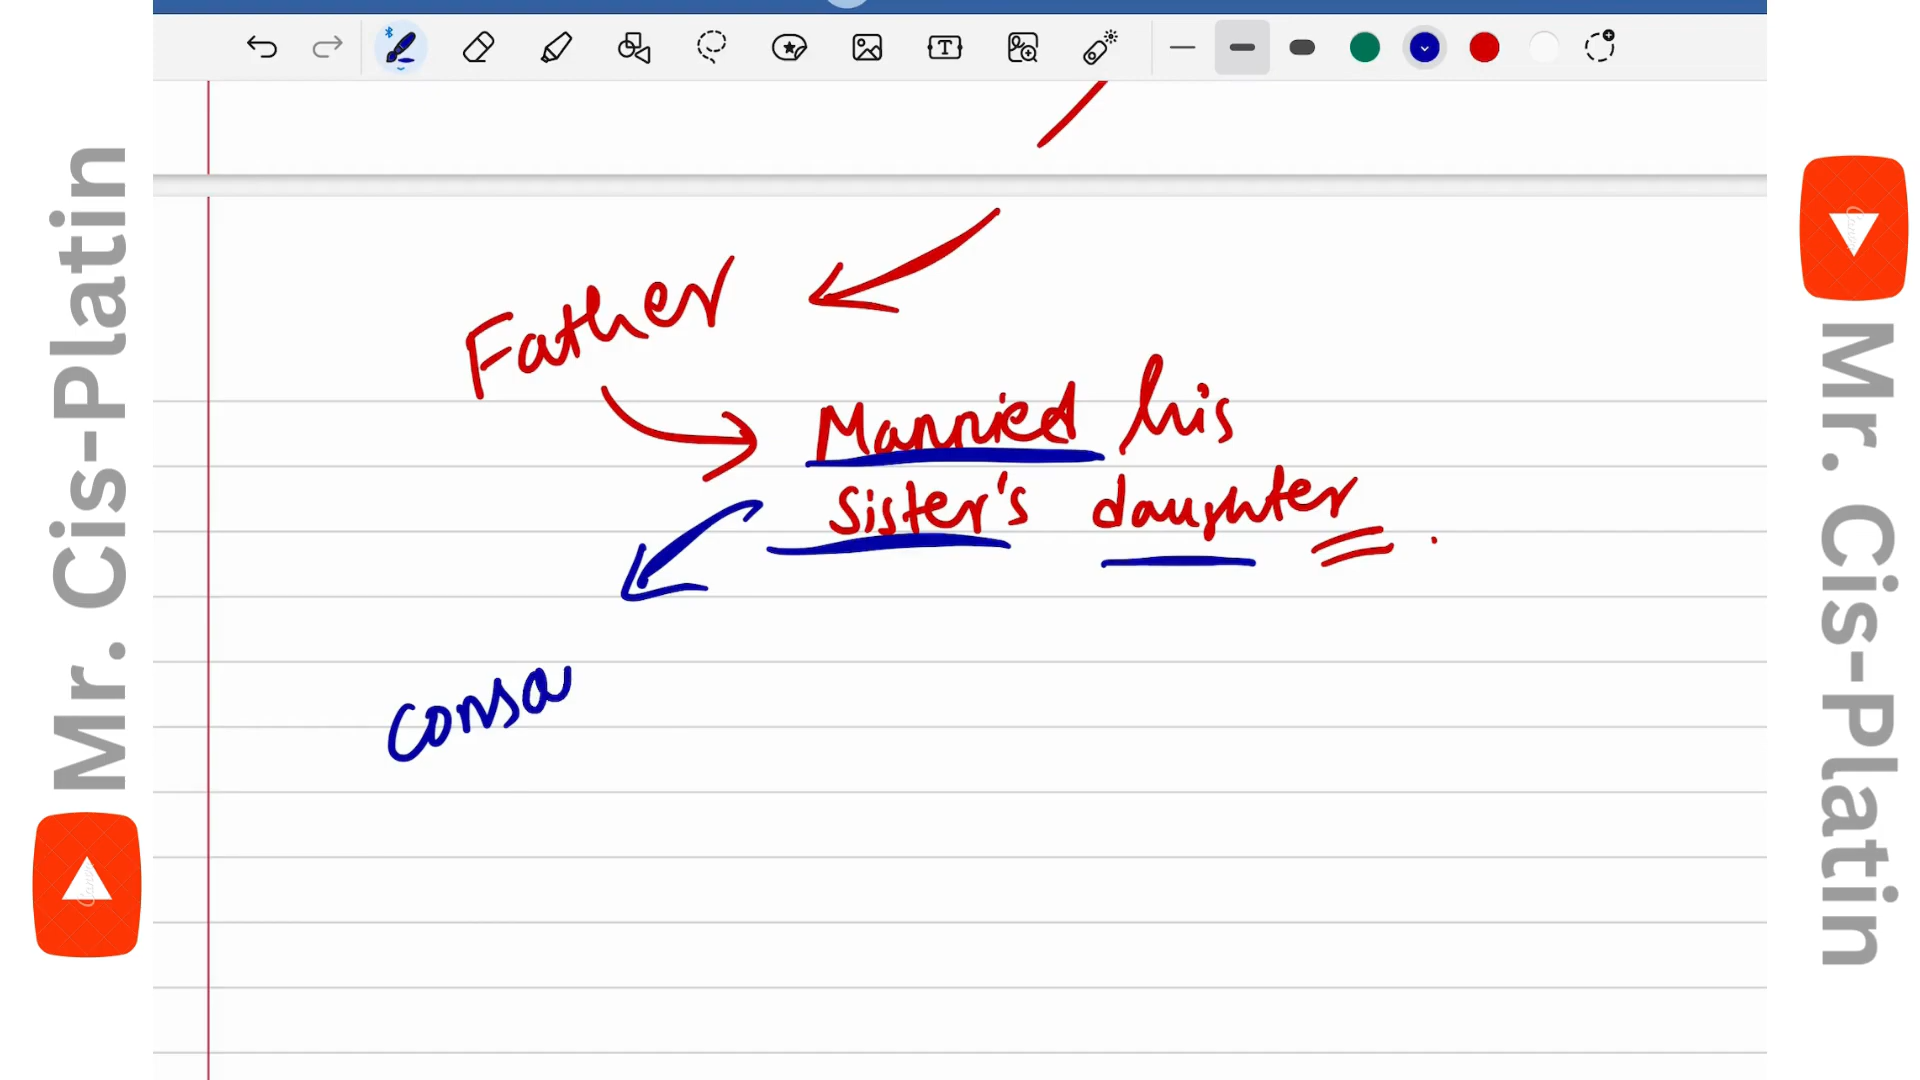 Father
Married his
Sister's daughter
consa
Mr. Cis-Platin
Mr. Cis-Platin